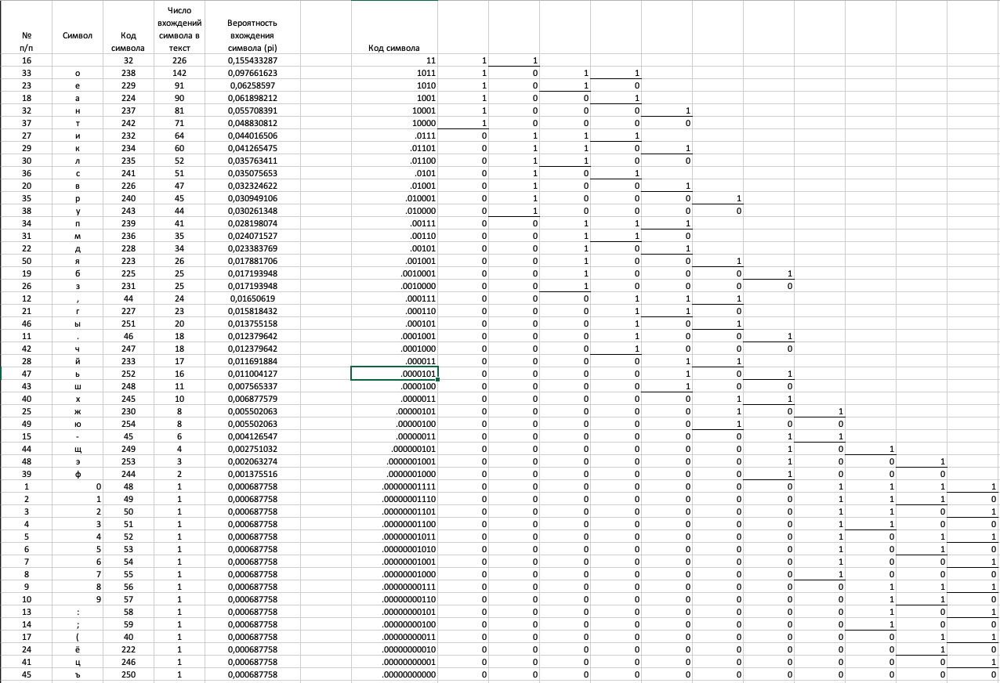 № п/п Символ Код символа Число вхождений символа в текст Вероятность вхождения символа (pi) Код символа
16 32 226 0,155433287 11 1 1
33 о 238 142 0,097661623 1011 1 0 1 1
23 е 229 91 0,06258597 1010 1 0 1 0
18 а 224 90 0,061898212 1001 1 0 0 1
32 н 237 81 0,055708391 10001 1 0 0 0 1
37 т 242 71 0,048830812 10000 1 0 0 0 0
27 и 232 64 0,044016506 .0111 0 1 1 1
29 к 234 60 0,041265475 .01101 0 1 1 0 1
30 л 235 52 0,035763411 .01100 0 1 1 0 0
36 с 241 51 0,035075653 .0101 0 1 0 1
20 в 226 47 0,032324622 .01001 0 1 0 0 1
35 р 240 45 0,030949106 .010001 0 1 0 0 0 1
38 у 243 44 0,030261348 .010000 0 1 0 0 0 0
34 п 239 41 0,028198074 .00111 0 0 1 1 1
31 м 236 35 0,024071527 .00110 0 0 1 1 0
22 д 228 34 0,023383769 .00101 0 0 1 0 1
50 я 223 26 0,017881706 .001001 0 0 1 0 0 1
19 б 225 25 0,017193948 .0010001 0 0 1 0 0 0 1
26 з 231 25 0,017193948 .0010000 0 0 1 0 0 0 0
12 , 44 24 0,01650619 .000111 0 0 0 1 1 1
21 г 227 23 0,015818432 .000110 0 0 0 1 1 0
46 ы 251 20 0,013755158 .000101 0 0 0 1 0 1
11 . 46 18 0,012379642 .0001001 0 0 0 1 0 0 1
42 ч 247 18 0,012379642 .0001000 0 0 0 1 0 0 0
28 й 233 17 0,011691884 .000011 0 0 0 0 1 1
47 ь 252 16 0,011004127 .0000101 0 0 0 0 1 0 1
43 ш 248 11 0,007565337 .0000100 0 0 0 0 1 0 0
40 х 245 10 0,006877579 .0000011 0 0 0 0 0 1 1
25 ж 230 8 0,005502063 .00000101 0 0 0 0 0 1 0 1
49 ю 254 8 0,005502063 .00000100 0 0 0 0 0 1 0 0
15 - 45 6 0,004126547 .00000011 0 0 0 0 0 0 1 1
44 щ 249 4 0,002751032 .000000101 0 0 0 0 0 0 1 0 1
48 э 253 3 0,002063274 .0000001001 0 0 0 0 0 0 1 0 0 1
39 ф 244 2 0,001375516 .0000001000 0 0 0 0 0 0 1 0 0 0
1 0 48 1 0,000687758 .00000001111 0 0 0 0 0 0 0 1 1 1 1
2 1 49 1 0,000687758 .00000001110 0 0 0 0 0 0 0 1 1 1 0
3 2 50 1 0,000687758 .00000001101 0 0 0 0 0 0 0 1 1 0 1
4 3 51 1 0,000687758 .00000001100 0 0 0 0 0 0 0 1 1 0 0
5 4 52 1 0,000687758 .00000001011 0 0 0 0 0 0 0 1 0 1 1
6 5 53 1 0,000687758 .00000001010 0 0 0 0 0 0 0 1 0 1 0
7 6 54 1 0,000687758 .00000001001 0 0 0 0 0 0 0 1 0 0 1
8 7 55 1 0,000687758 .00000001000 0 0 0 0 0 0 0 1 0 0 0
9 8 56 1 0,000687758 .00000000111 0 0 0 0 0 0 0 0 1 1 1
10 9 57 1 0,000687758 .00000000110 0 0 0 0 0 0 0 0 1 1 0
13 : 58 1 0,000687758 .00000000101 0 0 0 0 0 0 0 0 1 0 1
14 ; 59 1 0,000687758 .00000000100 0 0 0 0 0 0 0 0 1 0 0
17 ( 40 1 0,000687758 .00000000011 0 0 0 0 0 0 0 0 0 1 1
24 ё 222 1 0,000687758 .00000000010 0 0 0 0 0 0 0 0 0 1 0
41 ц 246 1 0,000687758 .00000000001 0 0 0 0 0 0 0 0 0 0 1
45 ъ 250 1 0,000687758 .00000000000 0 0 0 0 0 0 0 0 0 0 0